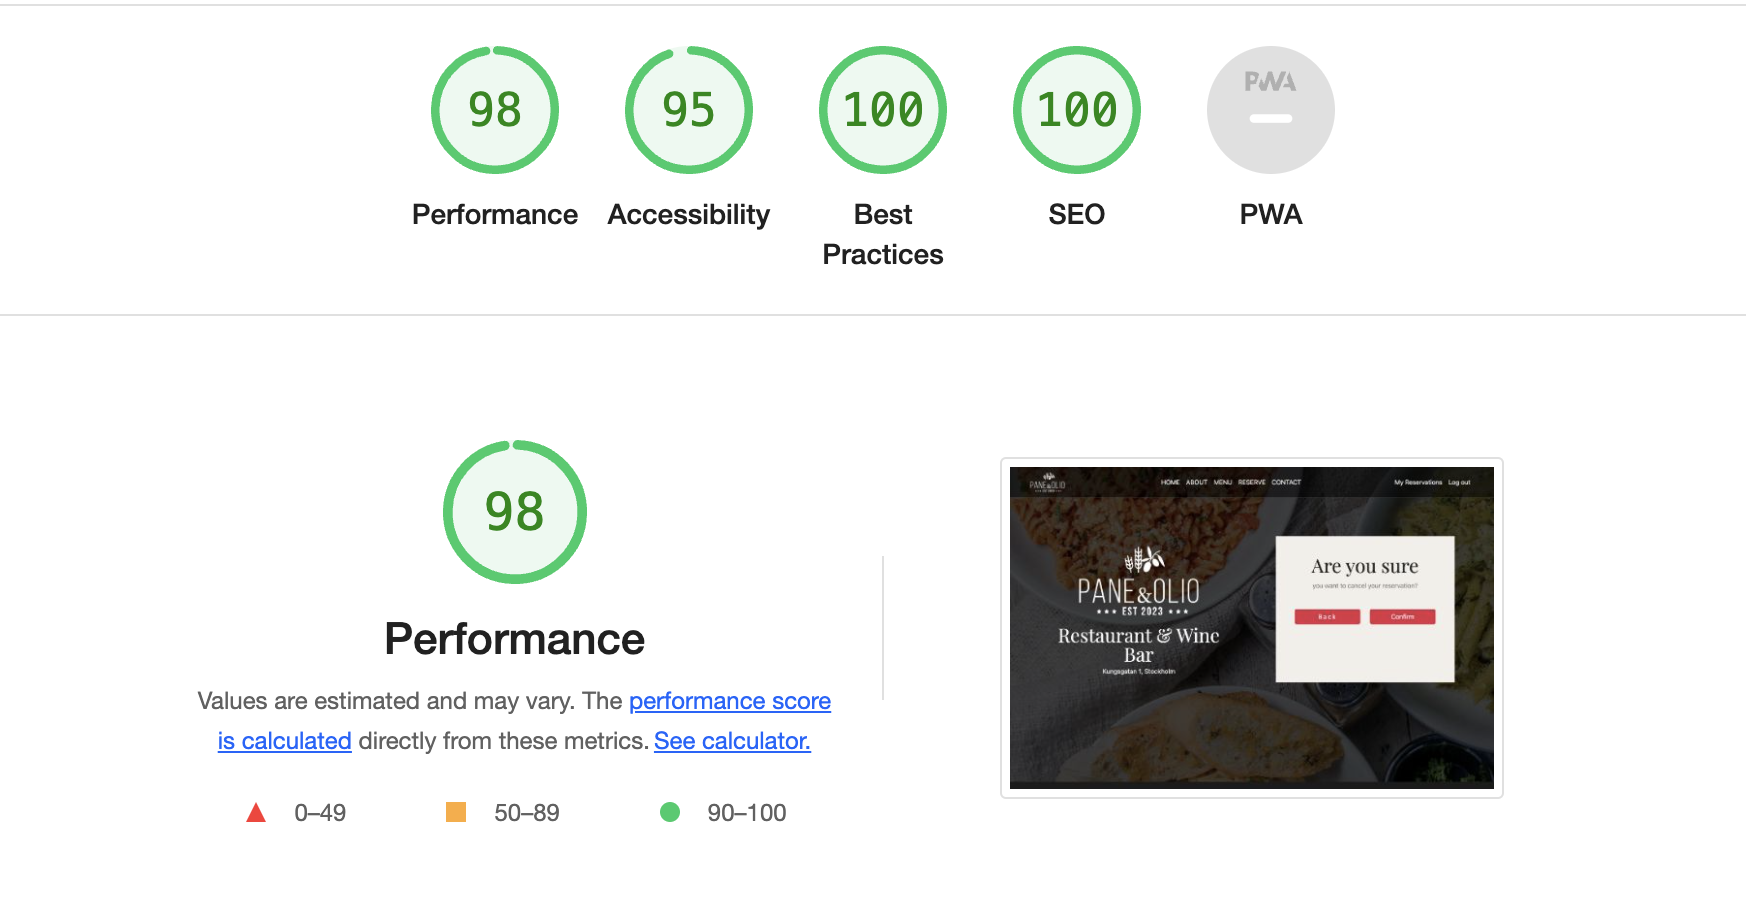 98
95
100
100
PWA
Performance
Accessibility
Best
Practices
SEO
PWA
98
Performance
Values are estimated and may vary. The performance score
is calculated directly from these metrics. See calculator.
0–49
50–89
90–100
PANE&OLIO
HOME ABOUT MENU RESERVE CONTACT
My Reservations Log out
PANE&OLIO
EST 2023
Restaurant & Wine
Bar
Kungsgatan 1, Stockholm
Are you sure
you want to cancel your reservation?
Back
Confirm